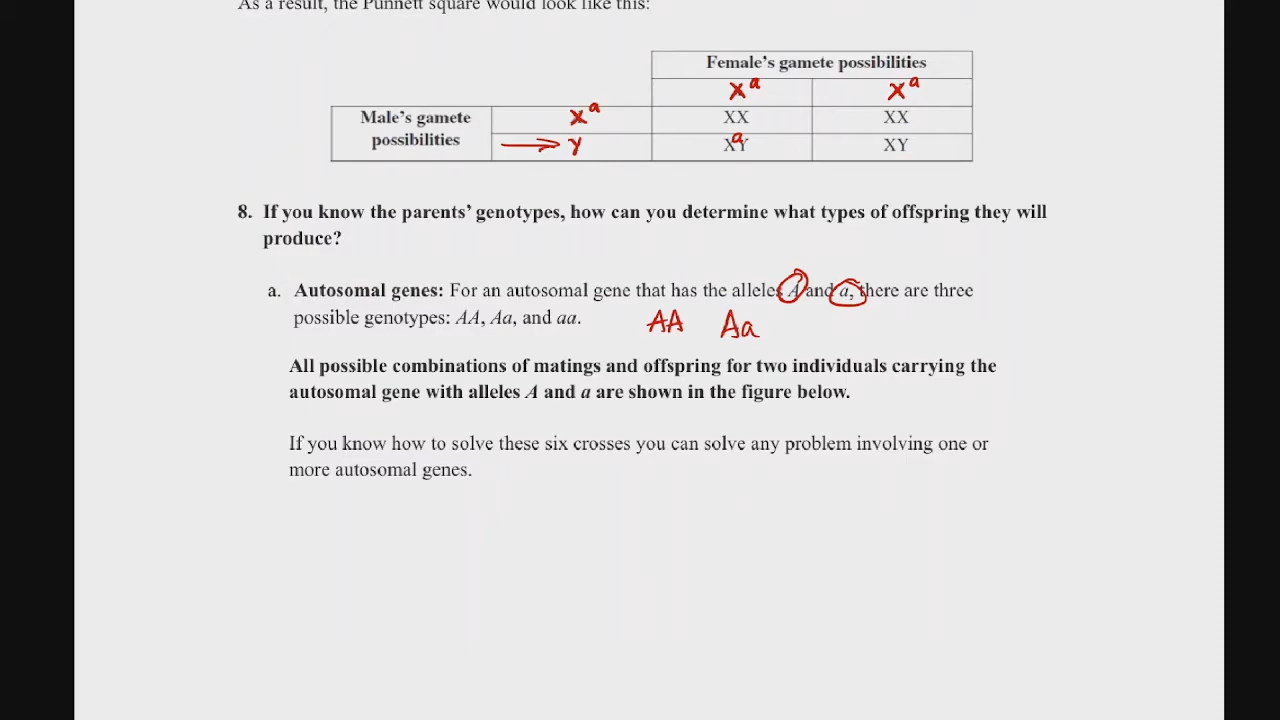 As a result, the Punnett square would look like this:
Female's gamete possibilities
X^a X^a
Male's gamete possibilities
X^a XX XX
Y X^aY XY
8. If you know the parents' genotypes, how can you determine what types of offspring they will
produce?
a. Autosomal genes: For an autosomal gene that has the alleles A and a, there are three
possible genotypes: AA, Aa, and aa.
AA Aa
All possible combinations of matings and offspring for two individuals carrying the
autosomal gene with alleles A and a are shown in the figure below.
If you know how to solve these six crosses you can solve any problem involving one or
more autosomal genes.